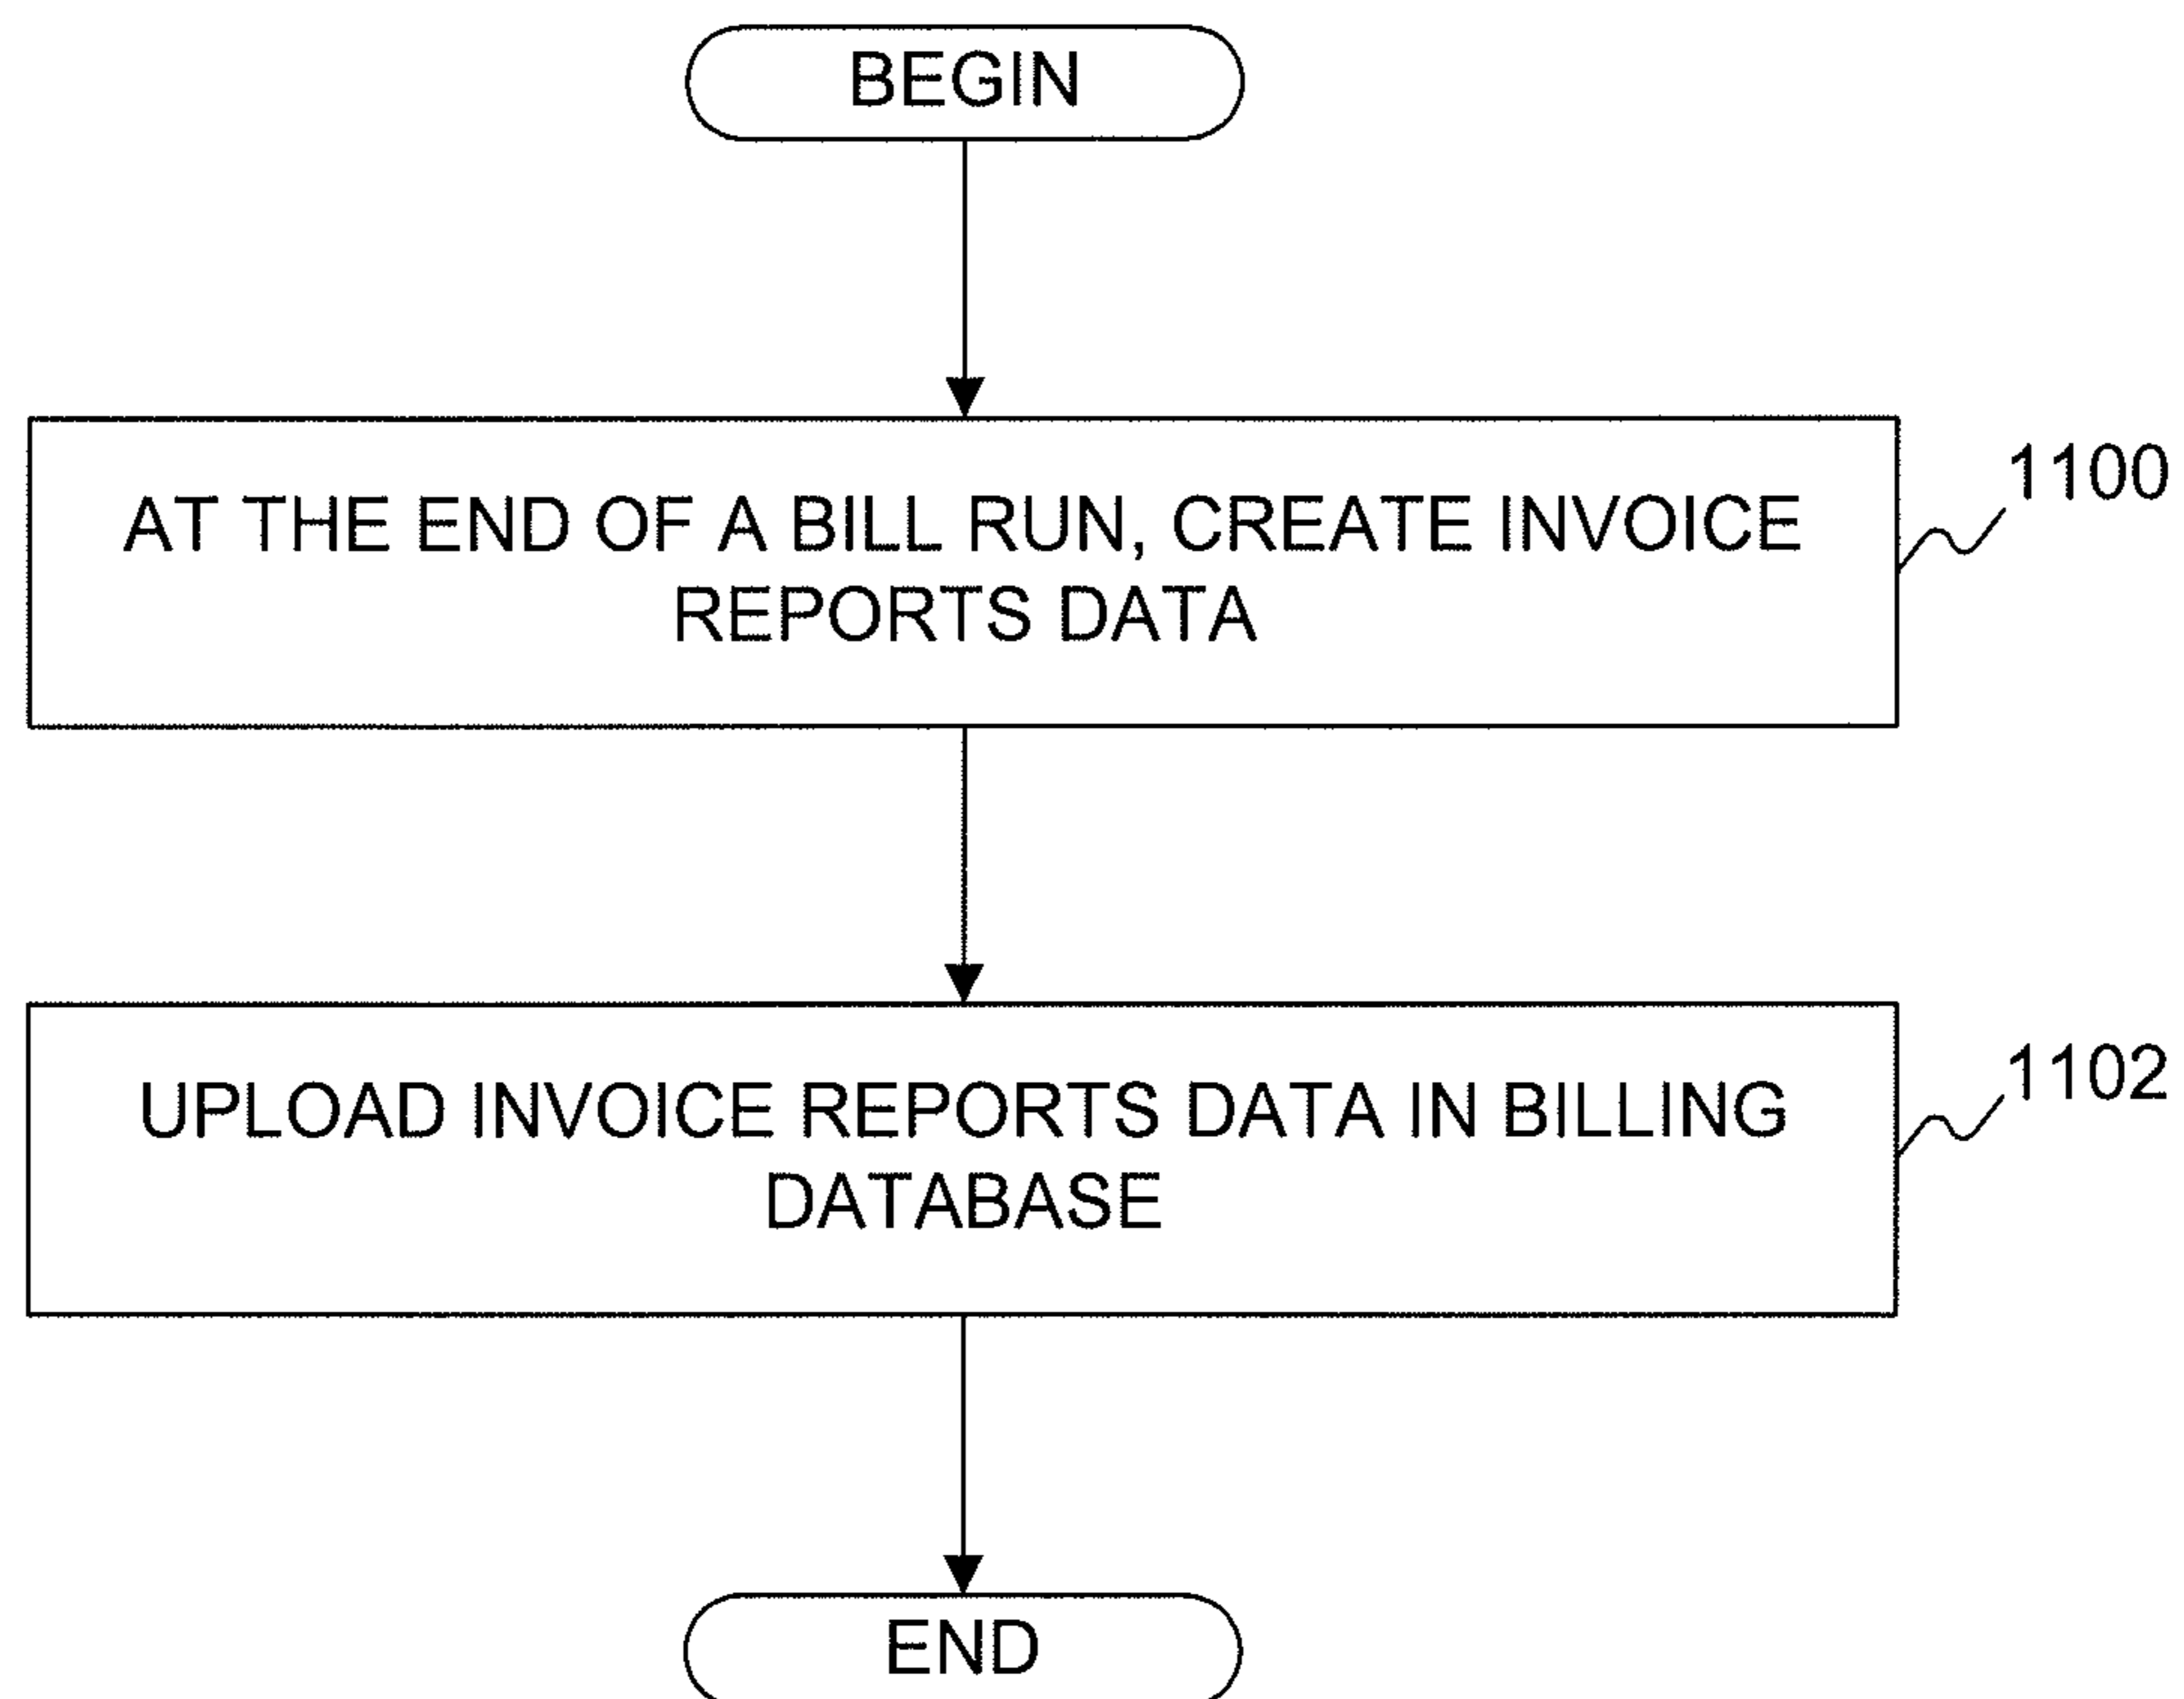 BEGIN
AT THE END OF A BILL RUN, CREATE INVOICE
REPORTS DATA
1100
UPLOAD INVOICE REPORTS DATA IN BILLING
DATABASE
1102
END